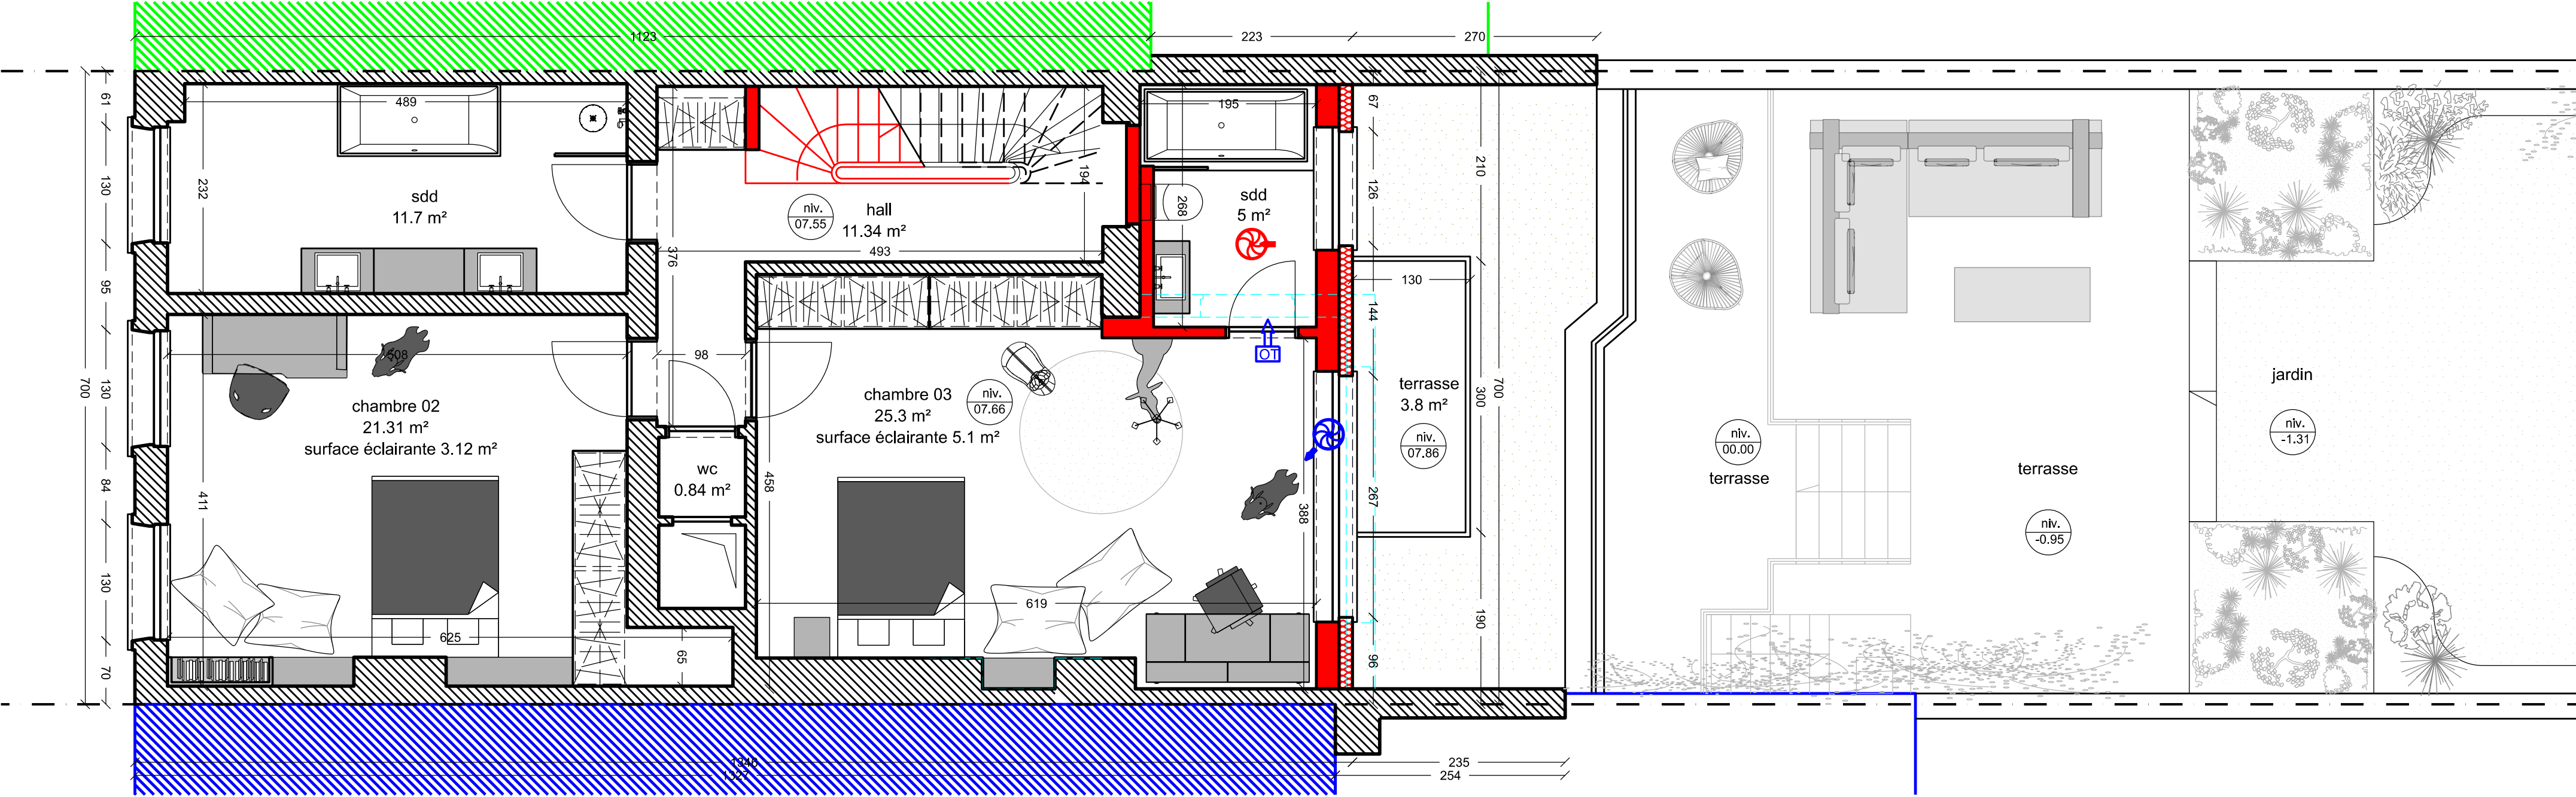 1123
223
270
61
489
195
67
232
194
210
sdd
11.7 m²
niv.
07.55
hall
11.34 m²
493
376
268
sdd
5 m²
126
130
95
130
144
508
98
OT
700
130
chambre 02
21.31 m²
surface éclairante 3.12 m²
chambre 03
25.3 m²
surface éclairante 5.1 m²
niv.
07.66
terrasse
3.8 m²
niv.
07.86
300
700
jardin
niv.
-1.31
niv.
00.00
terrasse
terrasse
niv.
-0.95
84
411
wc
0.84 m²
458
388
267
130
625
65
619
190
96
70
1346
1327
235
254